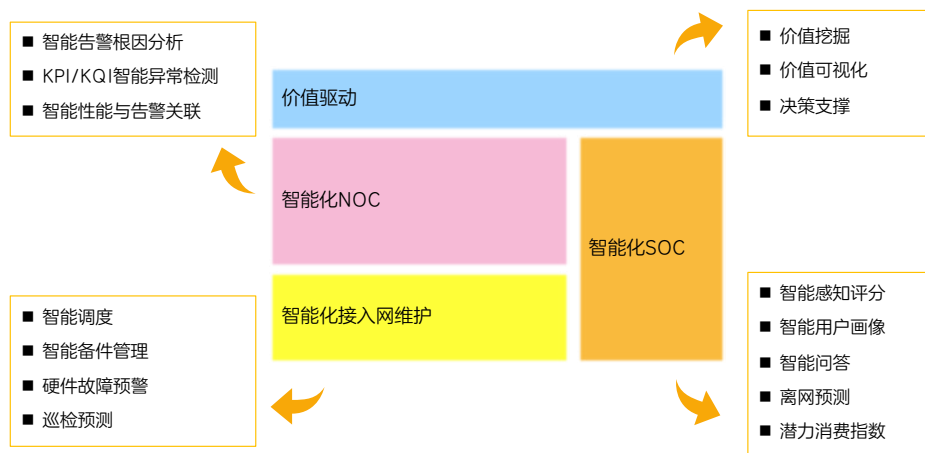 ■ 智能告警根因分析
■ KPI/KQI智能异常检测
■ 智能性能与告警关联
■ 价值挖掘
■ 价值可视化
■ 决策支撑
价值驱动
智能化NOC
智能化SOC
智能化接入网维护
■ 智能调度
■ 智能备件管理
■ 硬件故障预警
■ 巡检预测
■ 智能感知评分
■ 智能用户画像
■ 智能问答
■ 离网预测
■ 潜力消费指数